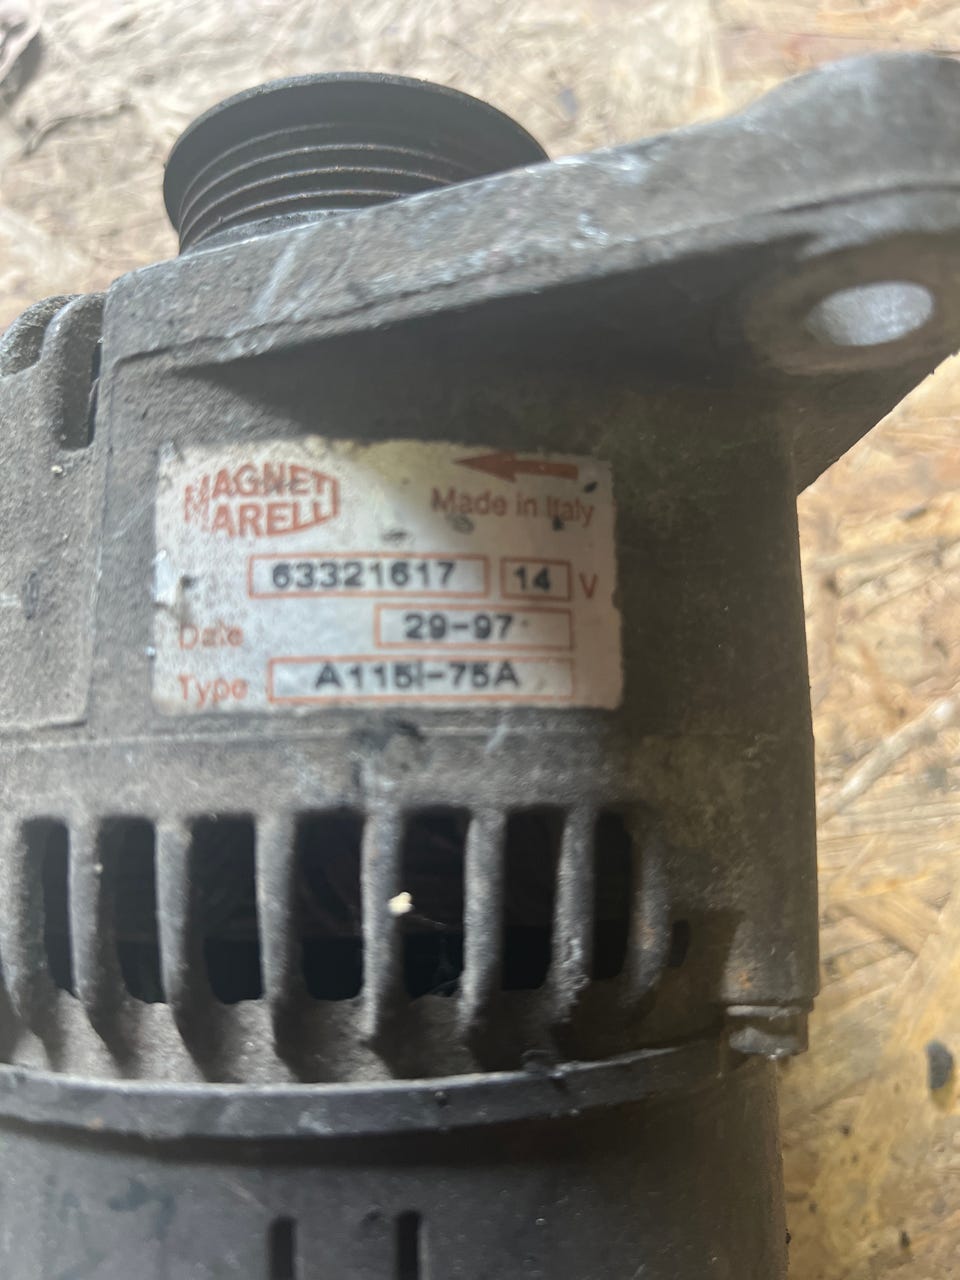 MAGNETI
MARELLI
Made in Italy
63321617 14 V
Date 29-97
Type A115I-75A